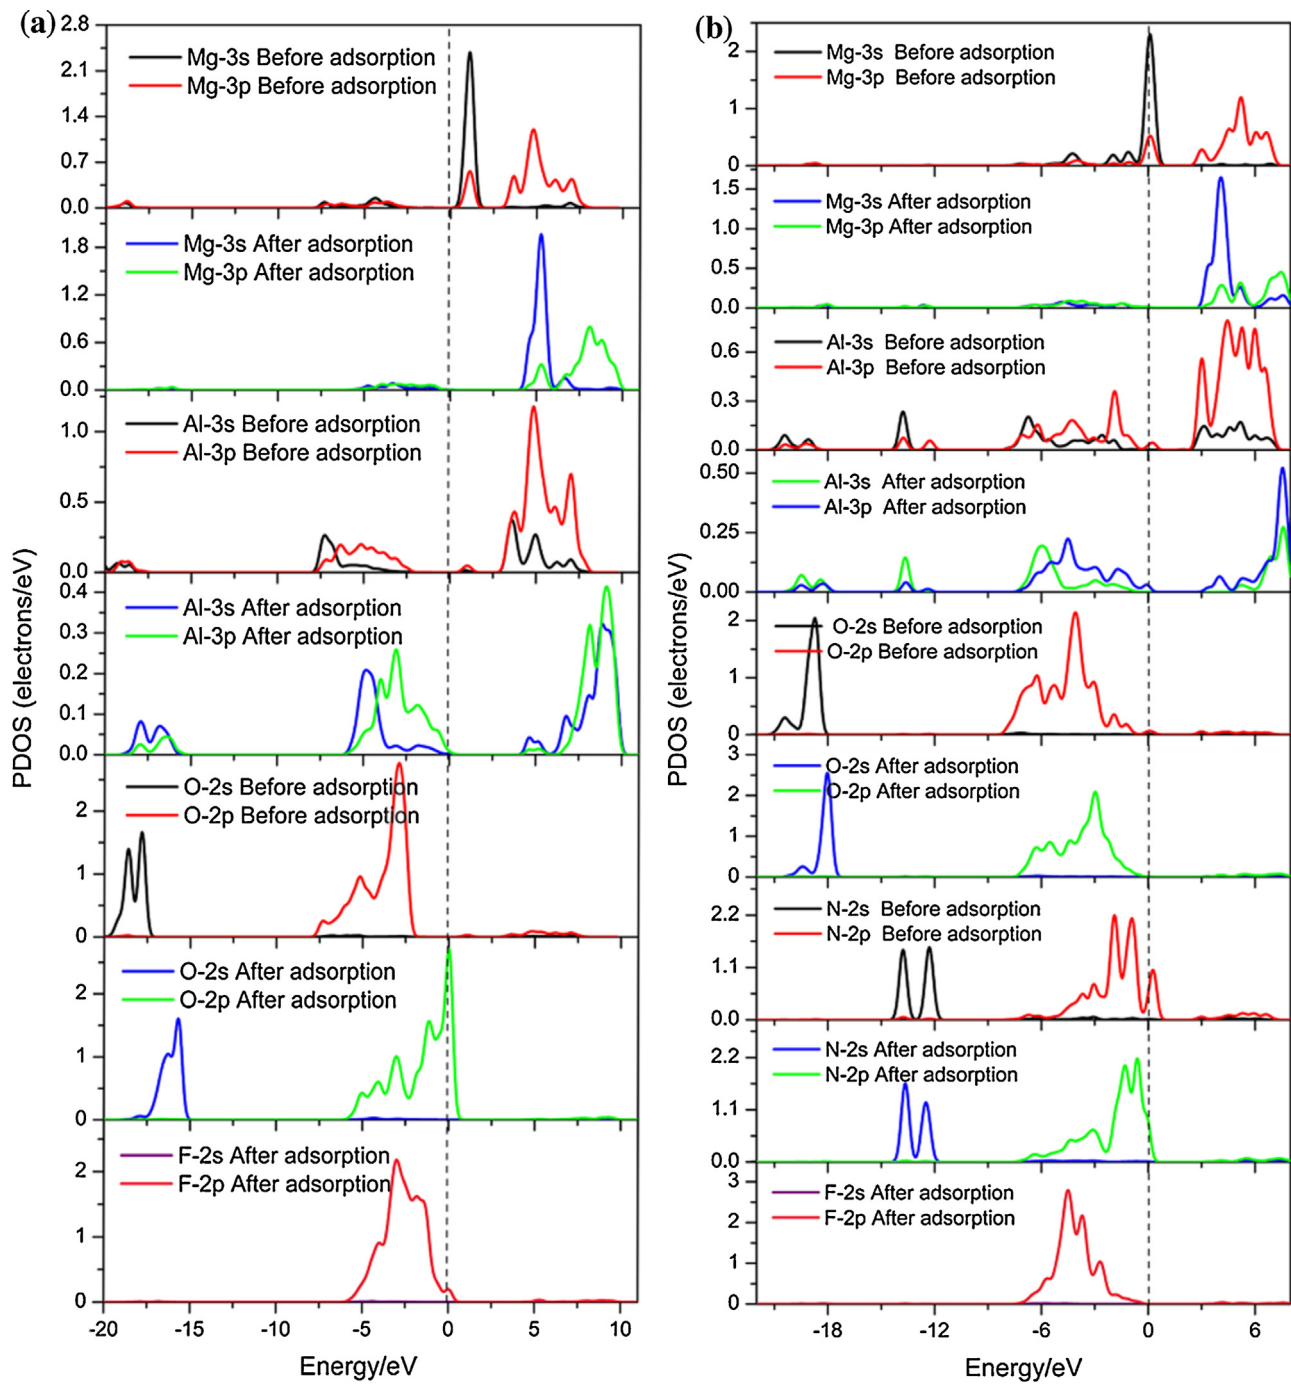 (a)
PDOS (electrons/eV)
2.8
2.1
1.4
0.7
0.0
Mg-3s Before adsorption
Mg-3p Before adsorption
1.8
1.2
0.6
0.0
Mg-3s After adsorption
Mg-3p After adsorption
1.0
0.5
0.0
Al-3s Before adsorption
Al-3p Before adsorption
0.4
0.3
0.2
0.1
0.0
Al-3s After adsorption
Al-3p After adsorption
2
1
0
O-2s Before adsorption
O-2p Before adsorption
2
1
0
O-2s After adsorption
O-2p After adsorption
2
1
0
F-2s After adsorption
F-2p After adsorption
-20 -15 -10 -5 0 5 10
Energy/eV
(b)
PDOS (electrons/eV)
2
1
0
Mg-3s Before adsorption
Mg-3p Before adsorption
1.5
1.0
0.5
0.0
Mg-3s After adsorption
Mg-3p After adsorption
0.6
0.3
0.0
Al-3s Before adsorption
Al-3p Before adsorption
0.50
0.25
0.00
Al-3s After adsorption
Al-3p After adsorption
2
1
0
O-2s Before adsorption
O-2p Before adsorption
3
2
1
0
O-2s After adsorption
O-2p After adsorption
2.2
1.1
0.0
N-2s Before adsorption
N-2p Before adsorption
2.2
1.1
0.0
N-2s After adsorption
N-2p After adsorption
3
2
1
0
F-2s After adsorption
F-2p After adsorption
-18 -12 -6 0 6
Energy/eV